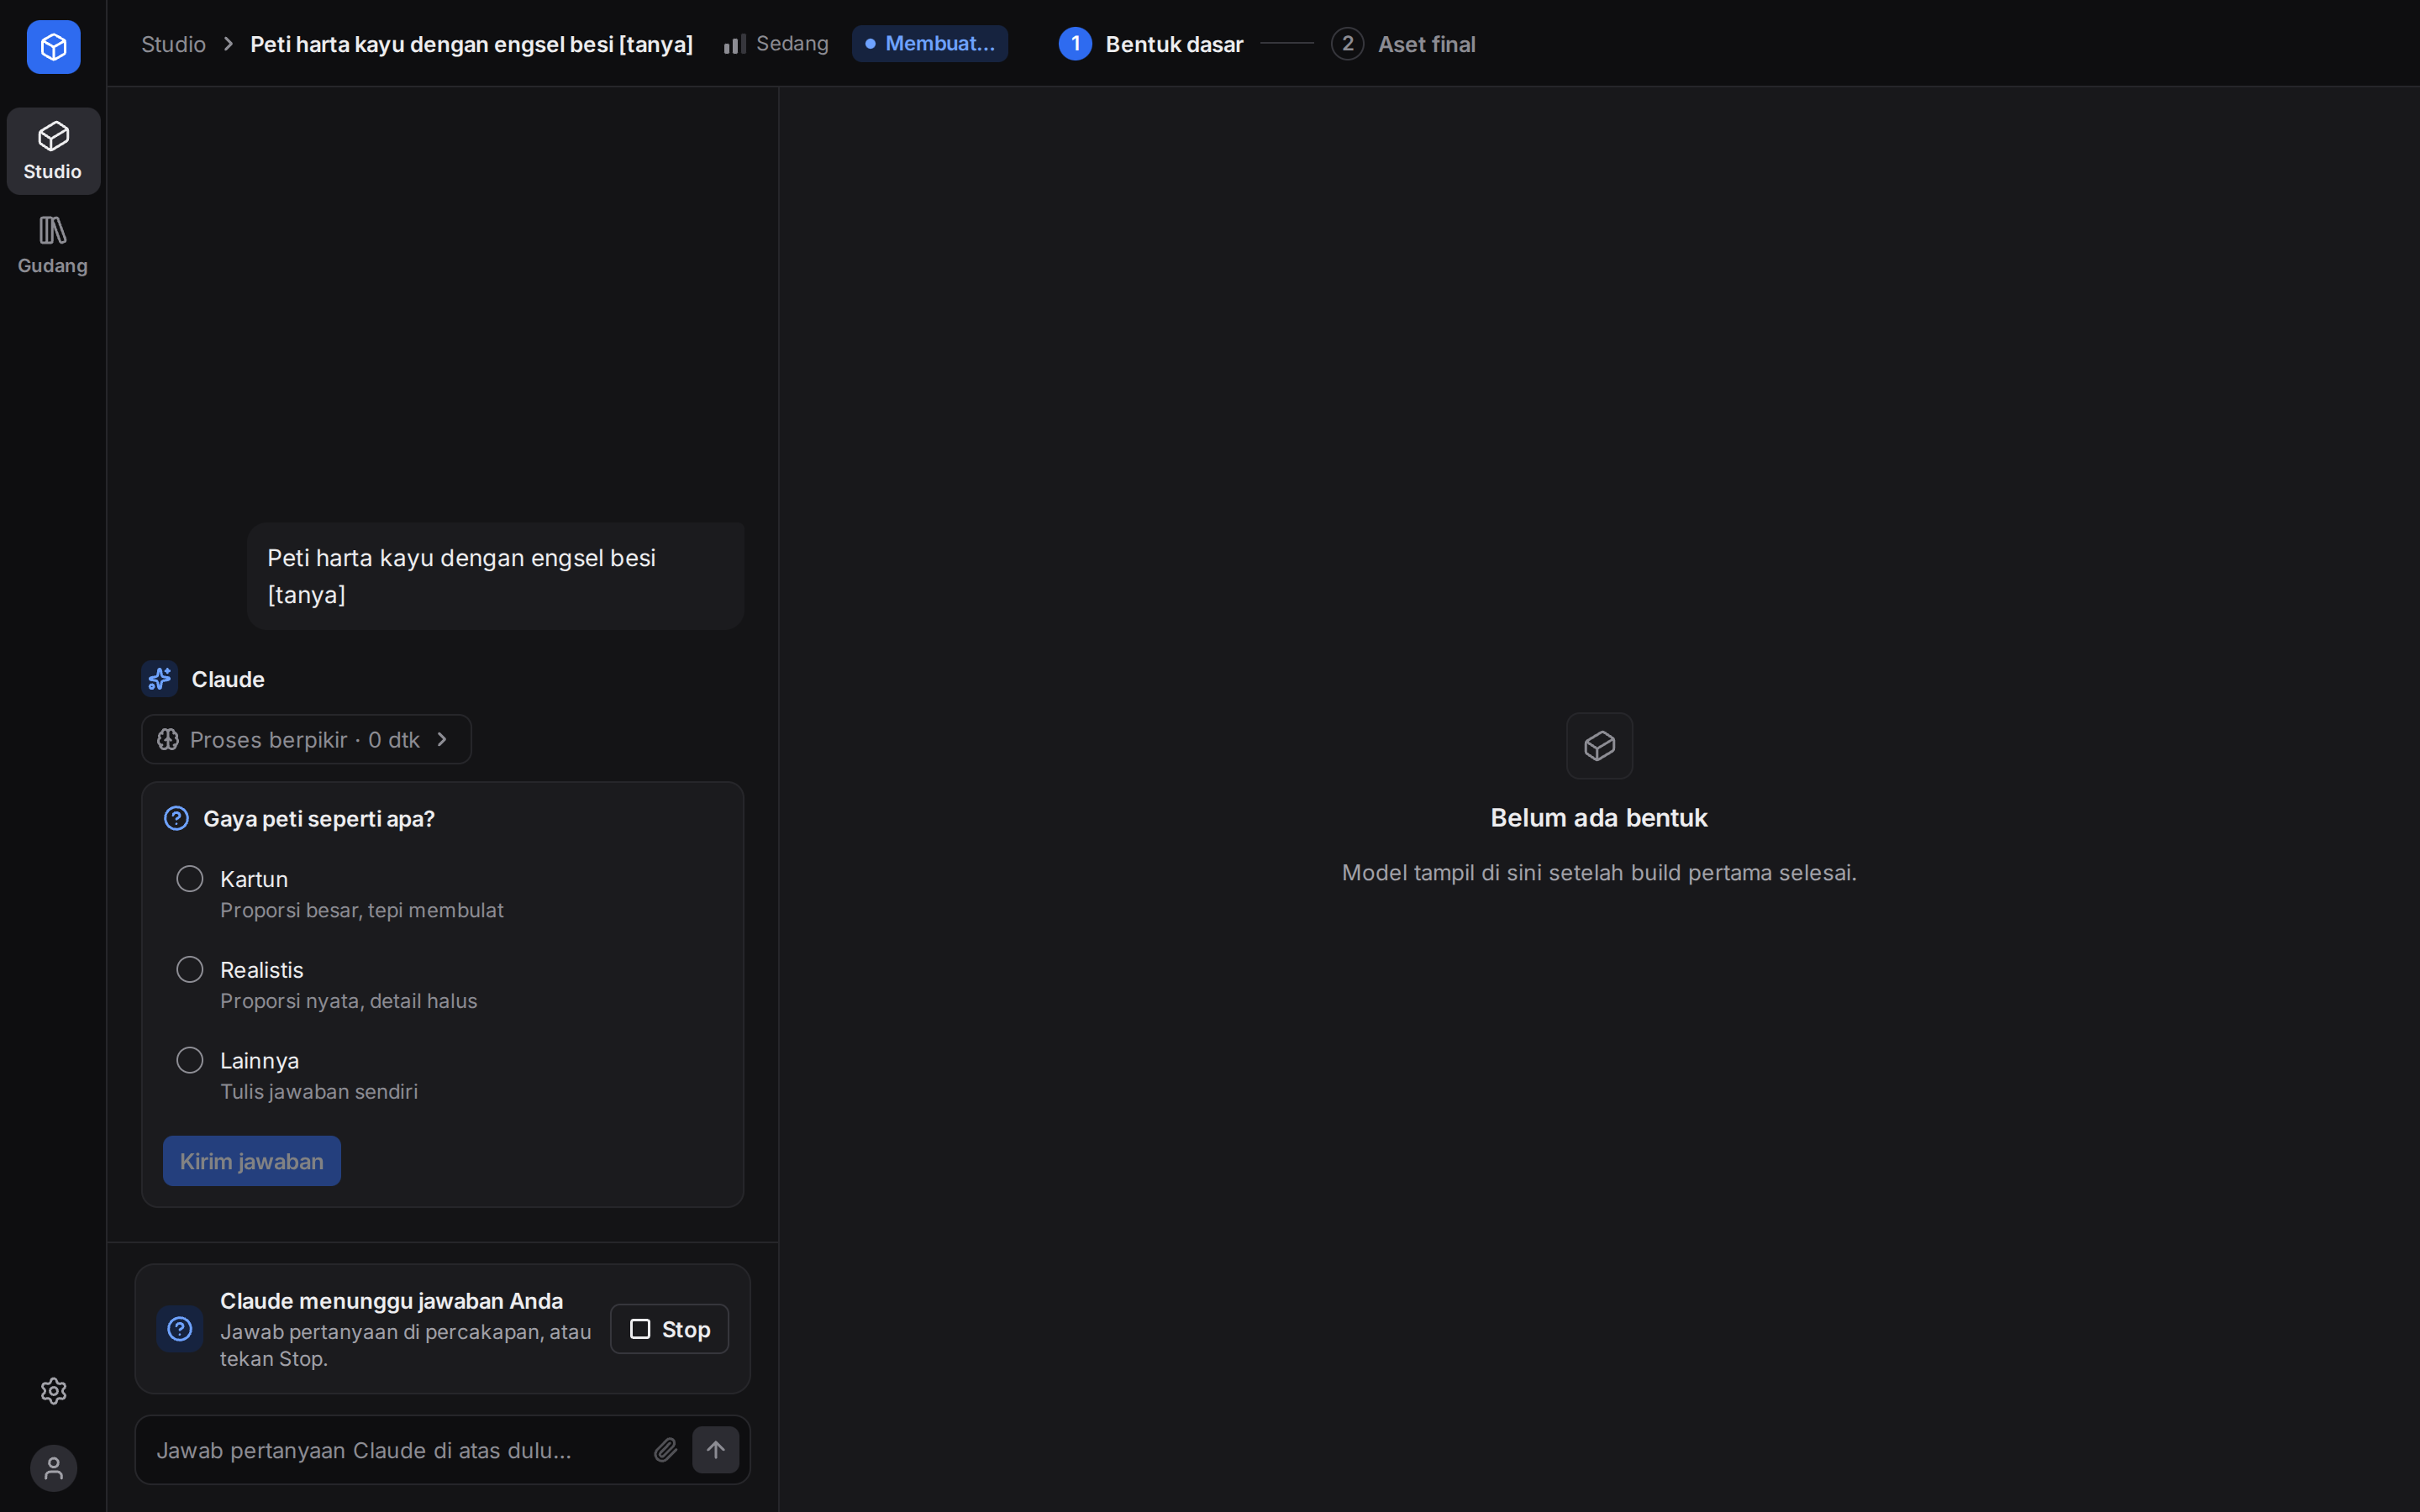 Studio
Gudang
Studio
Peti harta kayu dengan engsel besi [tanya]
Sedang
Membuat...
1 Bentuk dasar
2 Aset final
Peti harta kayu dengan engsel besi
[tanya]
Claude
Proses berpikir · 0 dtk
Gaya peti seperti apa?
Kartun
Proporsi besar, tepi membulat
Realistis
Proporsi nyata, detail halus
Lainnya
Tulis jawaban sendiri
Kirim jawaban
Claude menunggu jawaban Anda
Jawab pertanyaan di percakapan, atau
tekan Stop.
Stop
Jawab pertanyaan Claude di atas dulu...
Belum ada bentuk
Model tampil di sini setelah build pertama selesai.